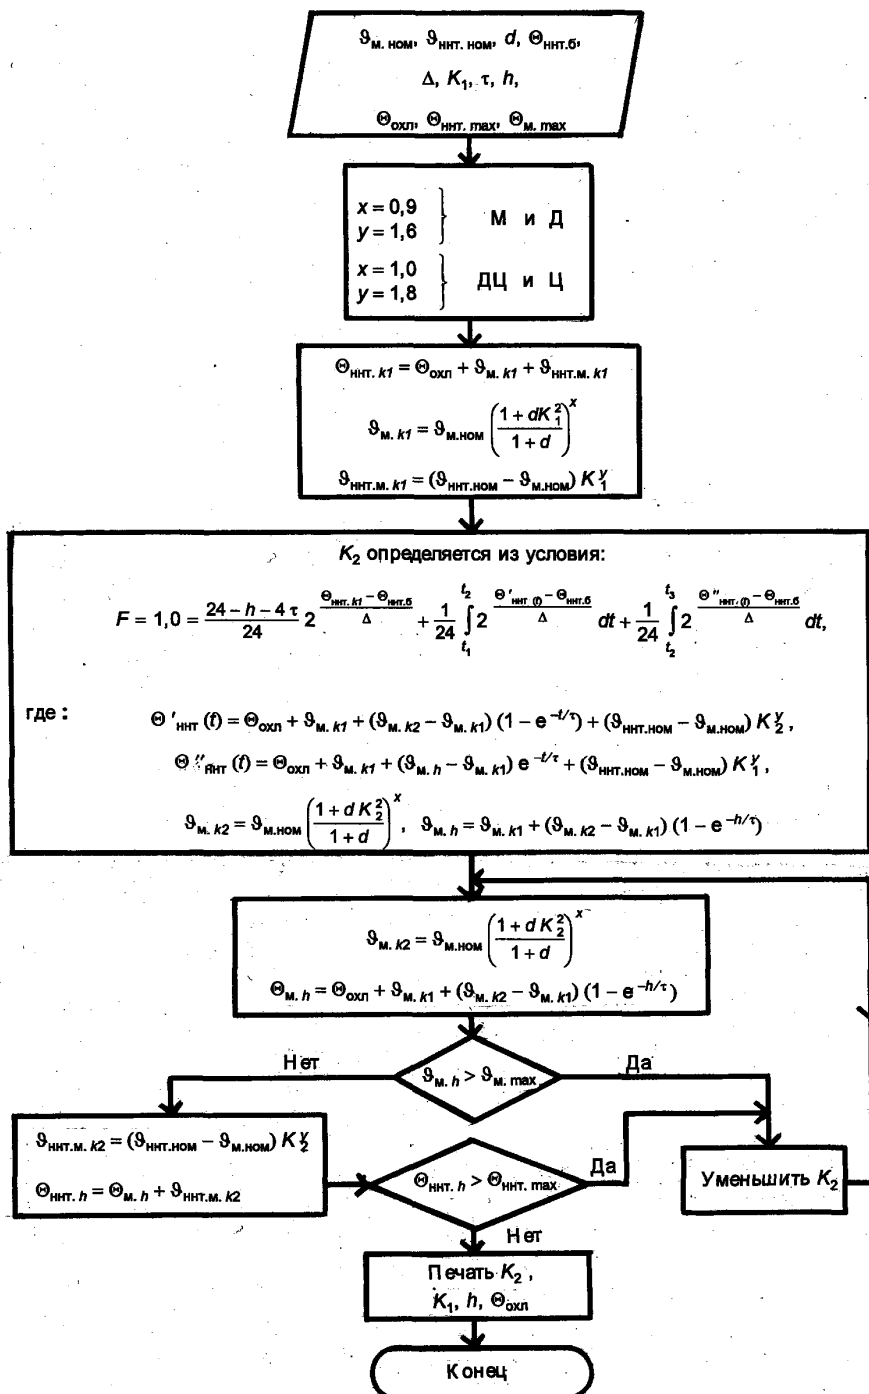 ϑм. ном, ϑннт. ном, d, Θннт.б,
Δ, K₁, τ, h,
Θохл, Θннт. max, Θм. max
x = 0,9
y = 1,6 } М и Д
x = 1,0
y = 1,8 } ДЦ и Ц
Θннт. k1 = Θохл + ϑм. k1 + ϑннт.м. k1
ϑм. k1 = ϑм.ном ((1 + dK₁²)/(1 + d))^x
ϑннт.м. k1 = (ϑннт.ном − ϑм.ном) K₁^y
K₂ определяется из условия:
F = 1,0 = (24 − h − 4 τ)/24 2^((Θннт. k1 − Θннт.б)/Δ) + 1/24 ∫_{t₁}^{t₂} 2^((Θ′ннт (t) − Θннт.б)/Δ) dt + 1/24 ∫_{t₂}^{t₃} 2^((Θ″ннт. (t) − Θннт.б)/Δ) dt,
где : Θ′ннт (t) = Θохл + ϑм. k1 + (ϑм. k2 − ϑм. k1) (1 − e^(−t/τ)) + (ϑннт.ном − ϑм.ном) K₂^y,
Θ″ннт (t) = Θохл + ϑм. k1 + (ϑм. h − ϑм. k1) e^(−t/τ) + (ϑннт.ном − ϑм.ном) K₁^y,
ϑм. k2 = ϑм.ном ((1 + d K₂²)/(1 + d))^x, ϑм. h = ϑм. k1 + (ϑм. k2 − ϑм. k1) (1 − e^(−h/τ))
ϑм. k2 = ϑм.ном ((1 + d K₂²)/(1 + d))^x
Θм. h = Θохл + ϑм. k1 + (ϑм. k2 − ϑм. k1) (1 − e^(−h/τ))
Нет
ϑм. h > ϑм. max
Да
ϑннт.м. k2 = (ϑннт.ном − ϑм.ном) K₂^y
Θннт. h = Θм. h + ϑннт.м. k2
Θннт. h > Θннт. max
Да
Уменьшить K₂
Нет
Печать K₂ ,
K₁, h, Θохл
Конец